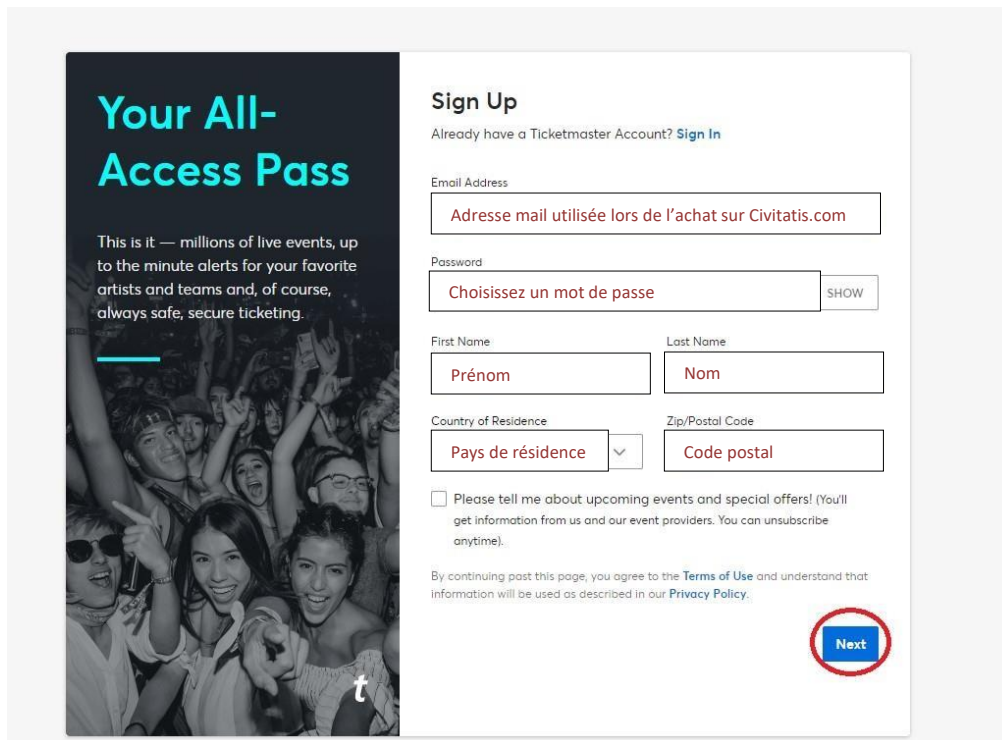 Your All-
Access Pass
This is it — millions of live events, up
to the minute alerts for your favorite
artists and teams and, of course,
always safe, secure ticketing.
t
Sign Up
Already have a Ticketmaster Account? Sign In
Email Address
Adresse mail utilisée lors de l’achat sur Civitatis.com
Password
Choisissez un mot de passe
SHOW
First Name
Last Name
Prénom
Nom
Country of Residence
Zip/Postal Code
Pays de résidence
Code postal
Please tell me about upcoming events and special offers! (You'll
get information from us and our event providers. You can unsubscribe
anytime).
By continuing past this page, you agree to the Terms of Use and understand that
information will be used as described in our Privacy Policy.
Next